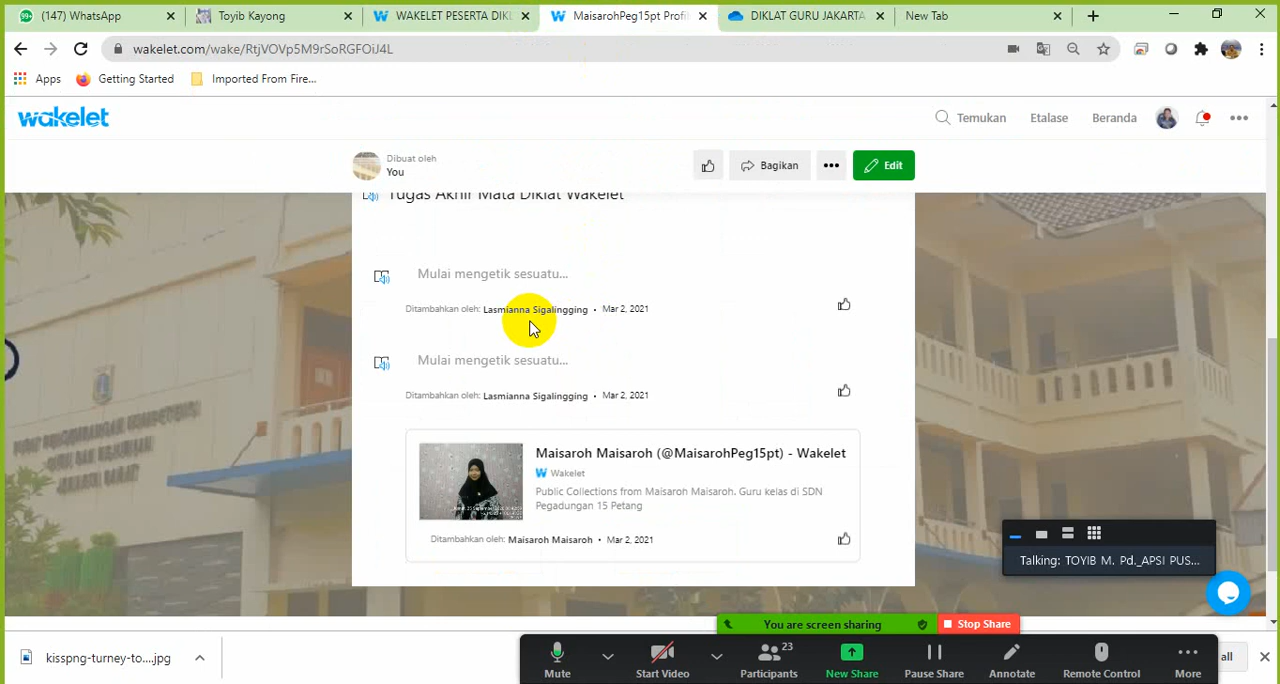 (147) WhatsApp
Toyib Kayong
WAKELET PESERTA DIKL
MaisarohPeg15pt Profi
DIKLAT GURU JAKARTA
New Tab
wakelet.com/wake/RtjVOVp5M9rSoRGFOiJ4L
Apps
Getting Started
Imported From Fire...
wakelet
Temukan
Etalase
Beranda
Dibuat oleh
You
Bagikan
Edit
Tugas Akhir Mata Diklat Wakelet
Mulai mengetik sesuatu...
Ditambahkan oleh: Lasmianna Sigalingging • Mar 2, 2021
Mulai mengetik sesuatu...
Ditambahkan oleh: Lasmianna Sigalingging • Mar 2, 2021
Maisaroh Maisaroh (@MaisarohPeg15pt) - Wakelet
Wakelet
Public Collections from Maisaroh Maisaroh. Guru kelas di SDN
Pegadungan 15 Petang
Ditambahkan oleh: Maisaroh Maisaroh • Mar 2, 2021
Talking: TOYIB M. Pd._APSI PUS...
You are screen sharing
Stop Share
kisspng-turney-to....jpg
Mute
Start Video
23
Participants
New Share
Pause Share
Annotate
Remote Control
More
all